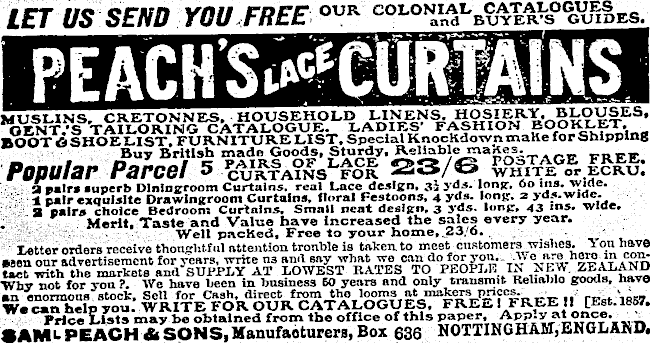 LET US SEND YOU FREE OUR COLONIAL CATALOGUES and BUYER'S GUIDES.
PEACH'S LACE CURTAINS
MUSLINS, CRETONNES, HOUSEHOLD LINENS, HOSIERY, BLOUSES,
GENT.'S TAILORING CATALOGUE. LADIES' FASHION BOOKLET,
BOOT & SHOE LIST, FURNITURE LIST, Special Knockdown make for Shipping
Buy British made Goods, Sturdy, Reliable makes.
Popular Parcel 5 PAIRS OF LACE CURTAINS FOR 23/6 POSTAGE FREE. WHITE or ECRU.
2 pairs superb Diningroom Curtains, real Lace design, 3½ yds. long, 60 ins. wide.
1 pair exquisite Drawingroom Curtains, floral Festoons, 4 yds. long, 2 yds. wide.
2 pairs choice Bedroom Curtains, Small neat design, 3 yds. long, 43 ins. wide.
Merit, Taste and Value have increased the sales every year.
Well packed, Free to your home, 23/6.
Letter orders receive thoughtful attention trouble is taken to meet customers wishes. You have
seen our advertisement for years, write us and say what we can do for you. We are here in con-
tact with the markets and SUPPLY AT LOWEST RATES TO PEOPLE IN NEW ZEALAND
Why not for you?. We have been in business 50 years and only transmit Reliable goods, have
an enormous stock, Sell for Cash, direct from the looms at makers prices.
We can help you. WRITE FOR OUR CATALOGUES, FREE! FREE!! [Est. 1857.
Price Lists may be obtained from the office of this paper, Apply at once.
SAML PEACH & SONS, Manufacturers, Box 636 NOTTINGHAM, ENGLAND.